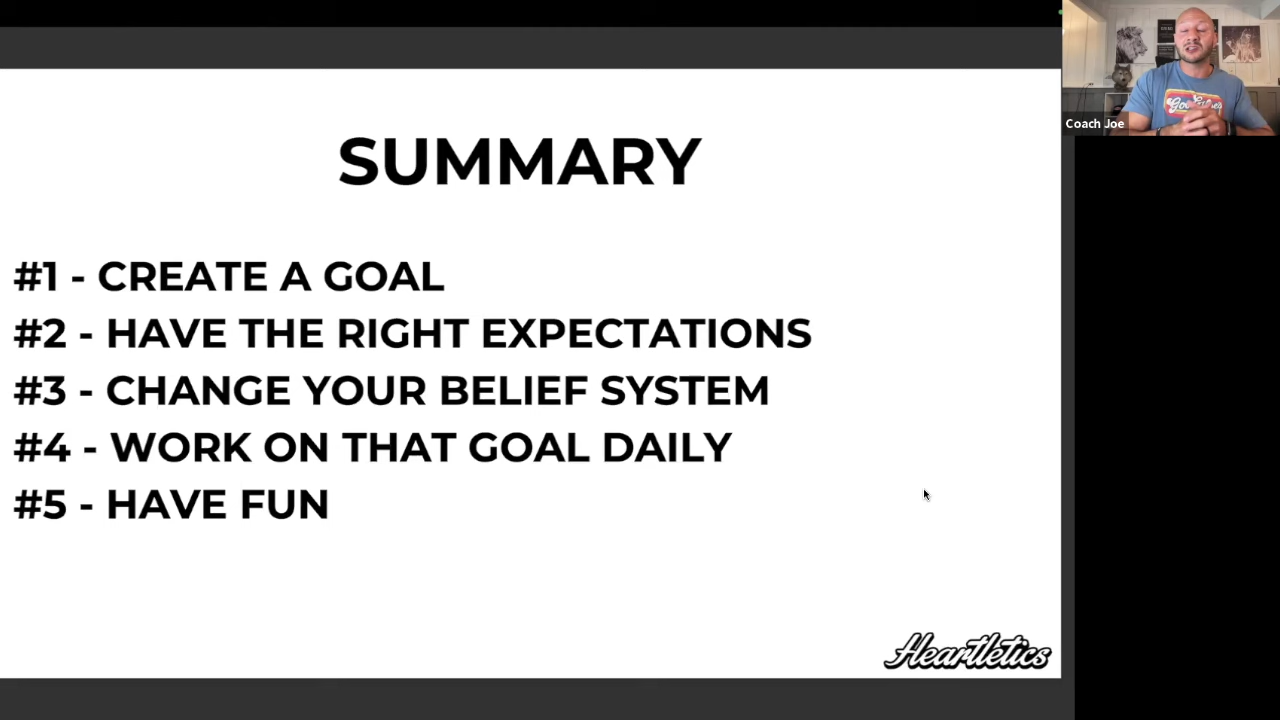 SUMMARY
#1 - CREATE A GOAL
#2 - HAVE THE RIGHT EXPECTATIONS
#3 - CHANGE YOUR BELIEF SYSTEM
#4 - WORK ON THAT GOAL DAILY
#5 - HAVE FUN
Heartletics
Coach Joe